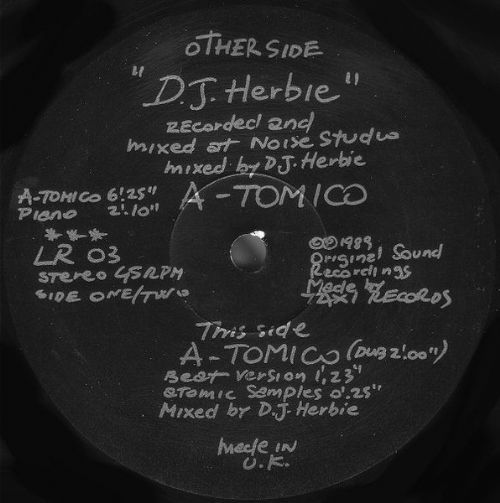 OTHERSIDE
"D.J. Herbie"
recorded and
mixed at Noise Studio
mixed by D.J. Herbie
A-TOMICO
A-TOMICO 6'.25"
Piano 2'.10"
***
LR 03
stereo 45RPM
SIDE ONE/TWO
©℗1989
Original Sound
Recordings
Made by
TAXI RECORDS
This side
A-TOMICO (DUB 2'.00")
Beat Version 1'.23"
atomic samples 0'.25"
Mixed by D.J. Herbie
Made in
U.K.